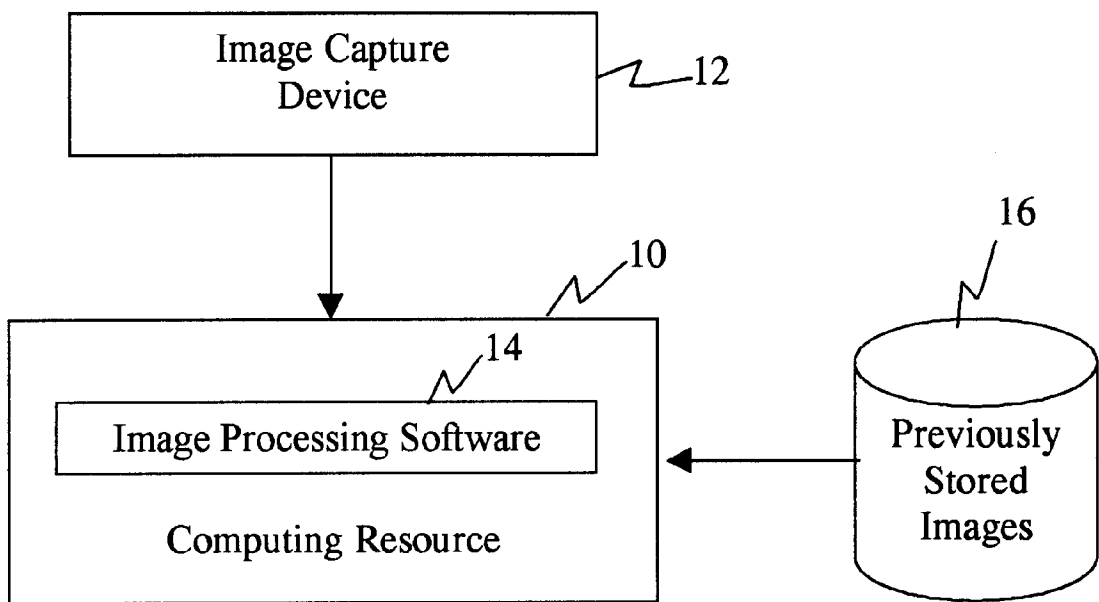 Image Capture
Device
12
16
10
14
Image Processing Software
Computing Resource
Previously
Stored
Images